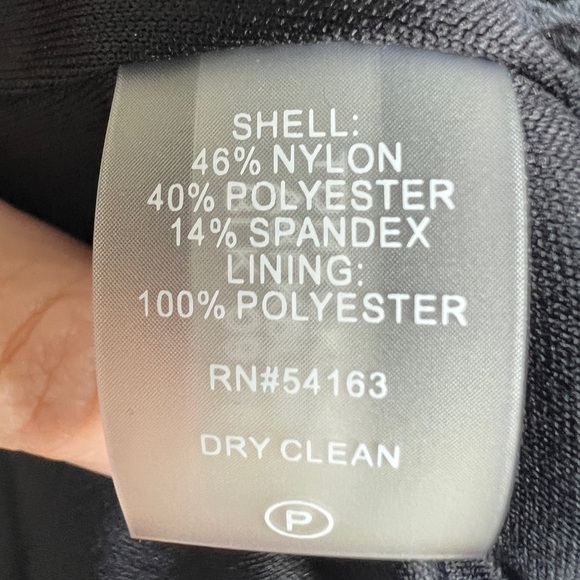 SHELL:
46% NYLON
40% POLYESTER
14% SPANDEX
LINING:
100% POLYESTER
RN#54163
DRY CLEAN
P